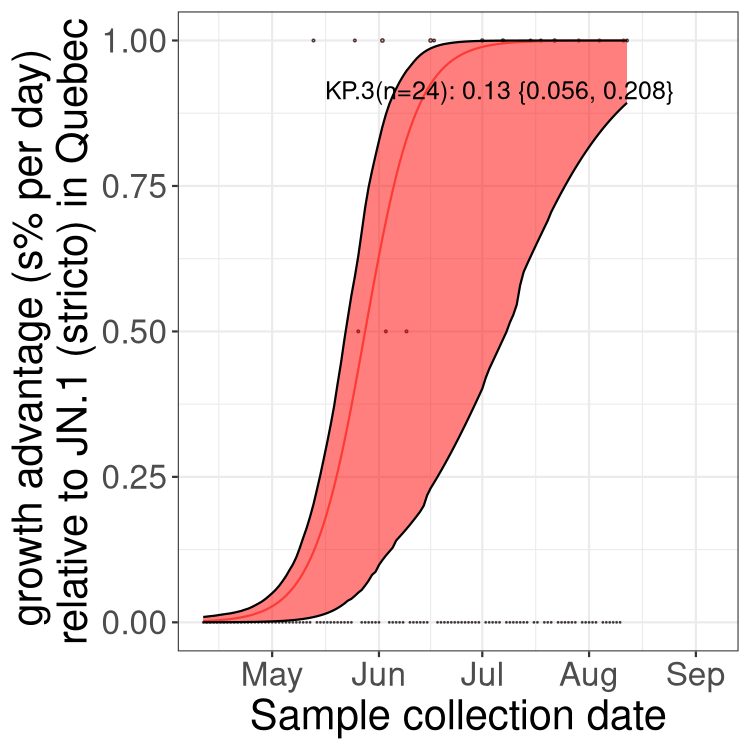 growth advantage (s% per day)
relative to JN.1 (stricto) in Quebec
1.00
0.75
0.50
0.25
0.00
KP.3(n=24): 0.13 {0.056, 0.208}
May Jun Jul Aug Sep
Sample collection date